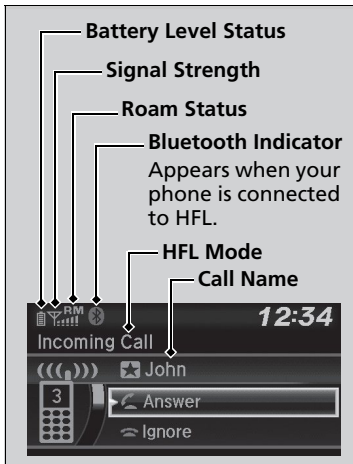 Battery Level Status
Signal Strength
Roam Status
Bluetooth Indicator
Appears when your
phone is connected
to HFL.
HFL Mode
Call Name
RM
12:34
Incoming Call
John
3
Answer
Ignore